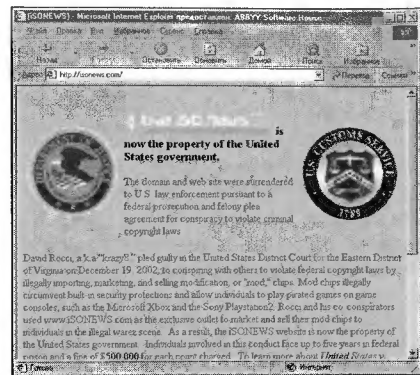 (iSONEWS) - Microsoft Internet Explorer предоставлен: ABBYY Software House
Файл Правка Вид Избранное Сервис Справка
Назад Остановить Обновить Домой Поиск Избранное
Адрес http://isonews.com/ Переход Ссылки
is
now the property of the United
States government.
The domain and web site were surrendered
to U.S. law enforcement pursuant to a
federal prosecution and felony plea
agreement for conspiracy to violate criminal
copyright laws
U.S. CUSTOMS SERVICE
1789
David Rocci, a.k.a "krazy8," pled guilty in the United States District Court for the Eastern District
of Virginia on December 19, 2002, to conspiring with others to violate federal copyright laws by
illegally importing, marketing, and selling modification, or "mod," chips. Mod chips illegally
circumvent built-in security protections and allow individuals to play pirated games on game
consoles, such as the Microsoft Xbox and the Sony Playstation2. Rocci and his co-conspirators
used www.iSONEWS.com as the exclusive outlet to market and sell their mod chips to
individuals in the illegal warez scene. As a result, the iSONEWS website is now the property of
the United States government. Individuals involved in this conduct face up to five years in federal
prison and a fine of $500,000 for each count charged. To learn more about United States v.
Готово Интернет